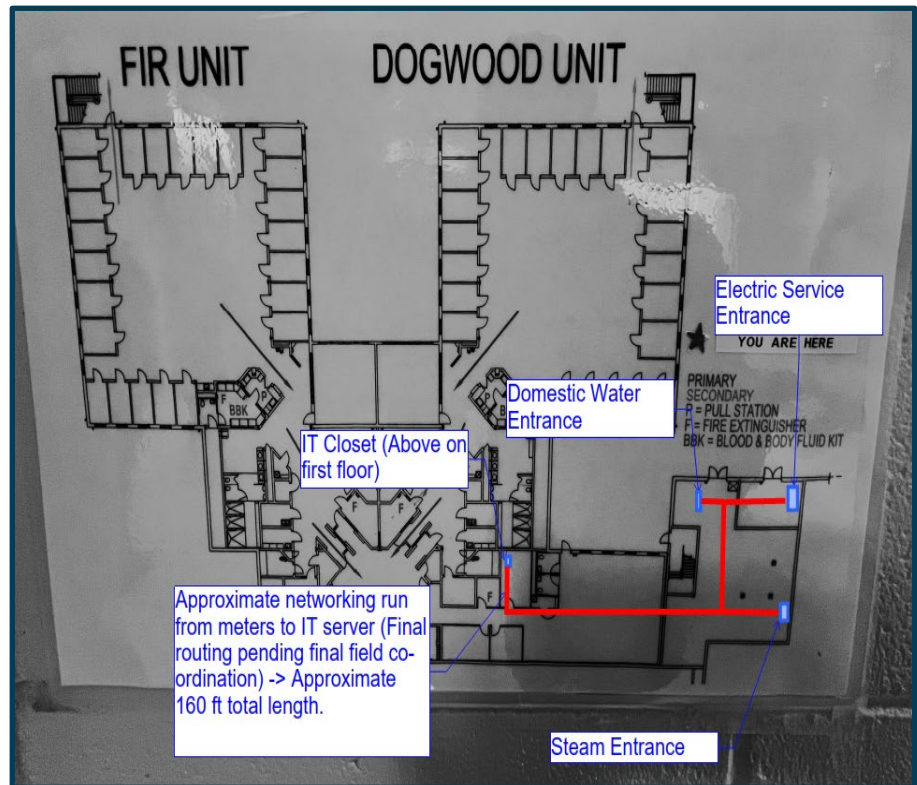 FIR UNIT
DOGWOOD UNIT
Electric Service
Entrance
YOU ARE HERE
PRIMARY
SECONDARY
P = PULL STATION
F = FIRE EXTINGUISHER
BBK = BLOOD & BODY FLUID KIT
Domestic Water
Entrance
F
P
BBK
P
IT Closet (Above on
first floor)
F
F
F
Approximate networking run
from meters to IT server (Final
routing pending final field co-
ordination) -> Approximate
160 ft total length.
Steam Entrance